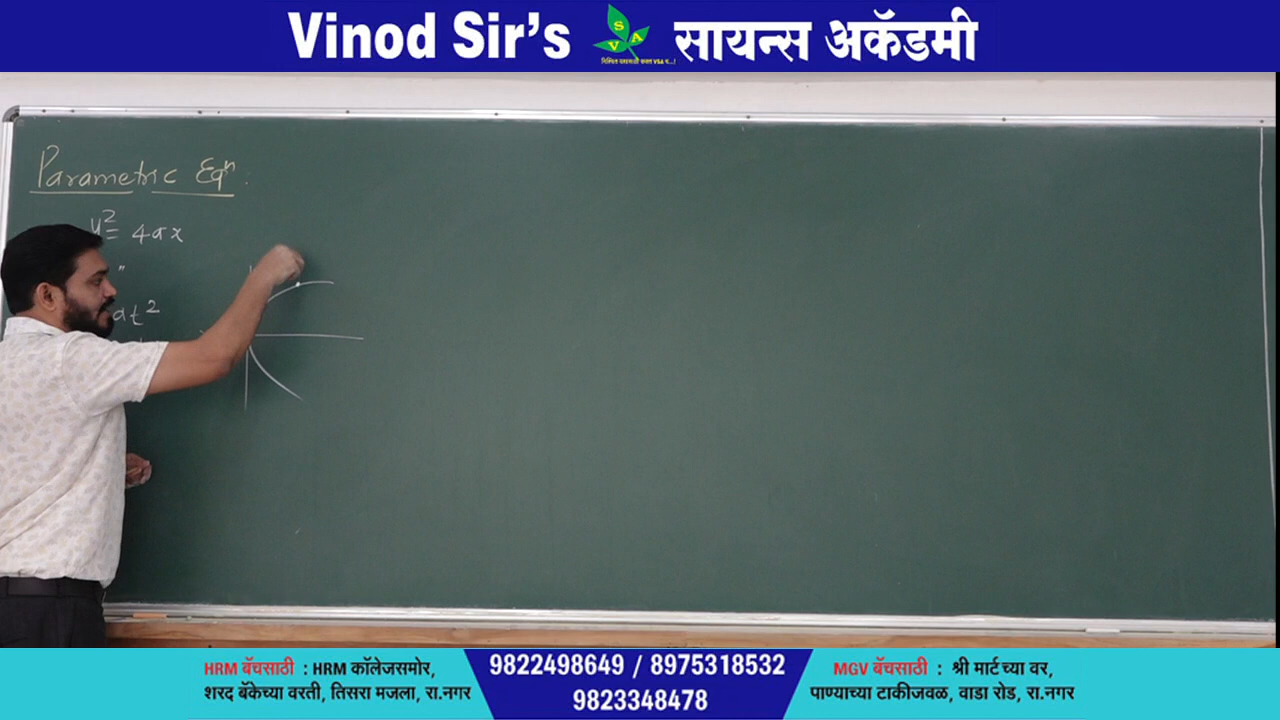 Vinod Sir's SVA सायन्स अकॅडमी
Parametric Eqn.
y2 = 4ax
"
at2
HRM बॅचसाठी : HRM कॉलेजसमोर,
शरद बँकेच्या वरती, तिसरा मजला, रा.नगर
9822498649 / 8975318532
9823348478
MGV बॅचसाठी : श्री मार्टच्या वर,
पाण्याच्या टाकीजवळ, वाडा रोड, रा.नगर